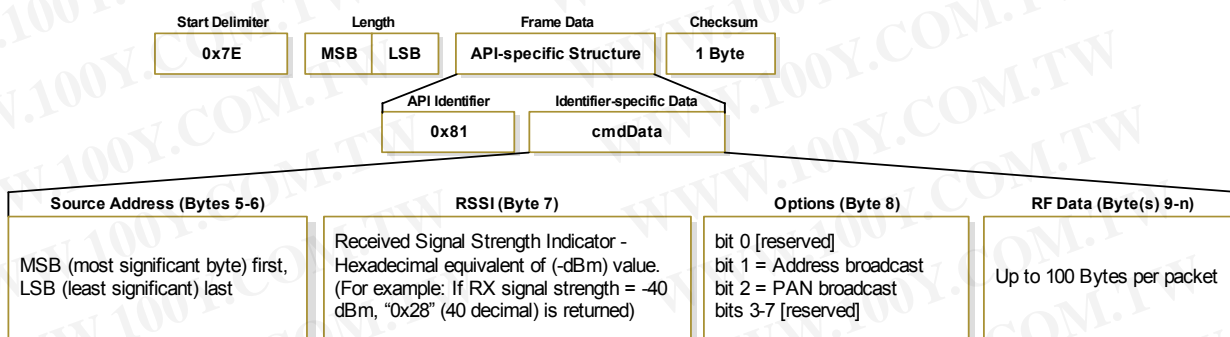 Start Delimiter
Length
Frame Data
Checksum
0x7E
MSB
LSB
API-specific Structure
1 Byte
API Identifier
Identifier-specific Data
0x81
cmdData
Source Address (Bytes 5-6)
MSB (most significant byte) first,
LSB (least significant) last
RSSI (Byte 7)
Received Signal Strength Indicator -
Hexadecimal equivalent of (-dBm) value.
(For example: If RX signal strength = -40
dBm, “0x28” (40 decimal) is returned)
Options (Byte 8)
bit 0 [reserved]
bit 1 = Address broadcast
bit 2 = PAN broadcast
bits 3-7 [reserved]
RF Data (Byte(s) 9-n)
Up to 100 Bytes per packet
WWW.100Y.COM.TW